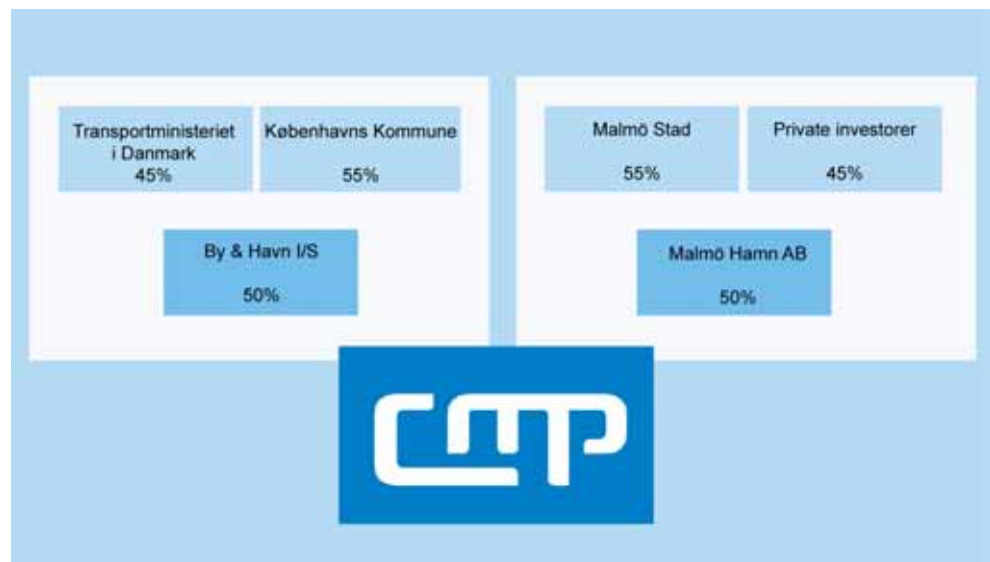 Transportministeriet
i Danmark
45%
Københavns Kommune
55%
By & Havn I/S
50%
Malmö Stad
55%
Private investorer
45%
Malmö Hamn AB
50%
cmp